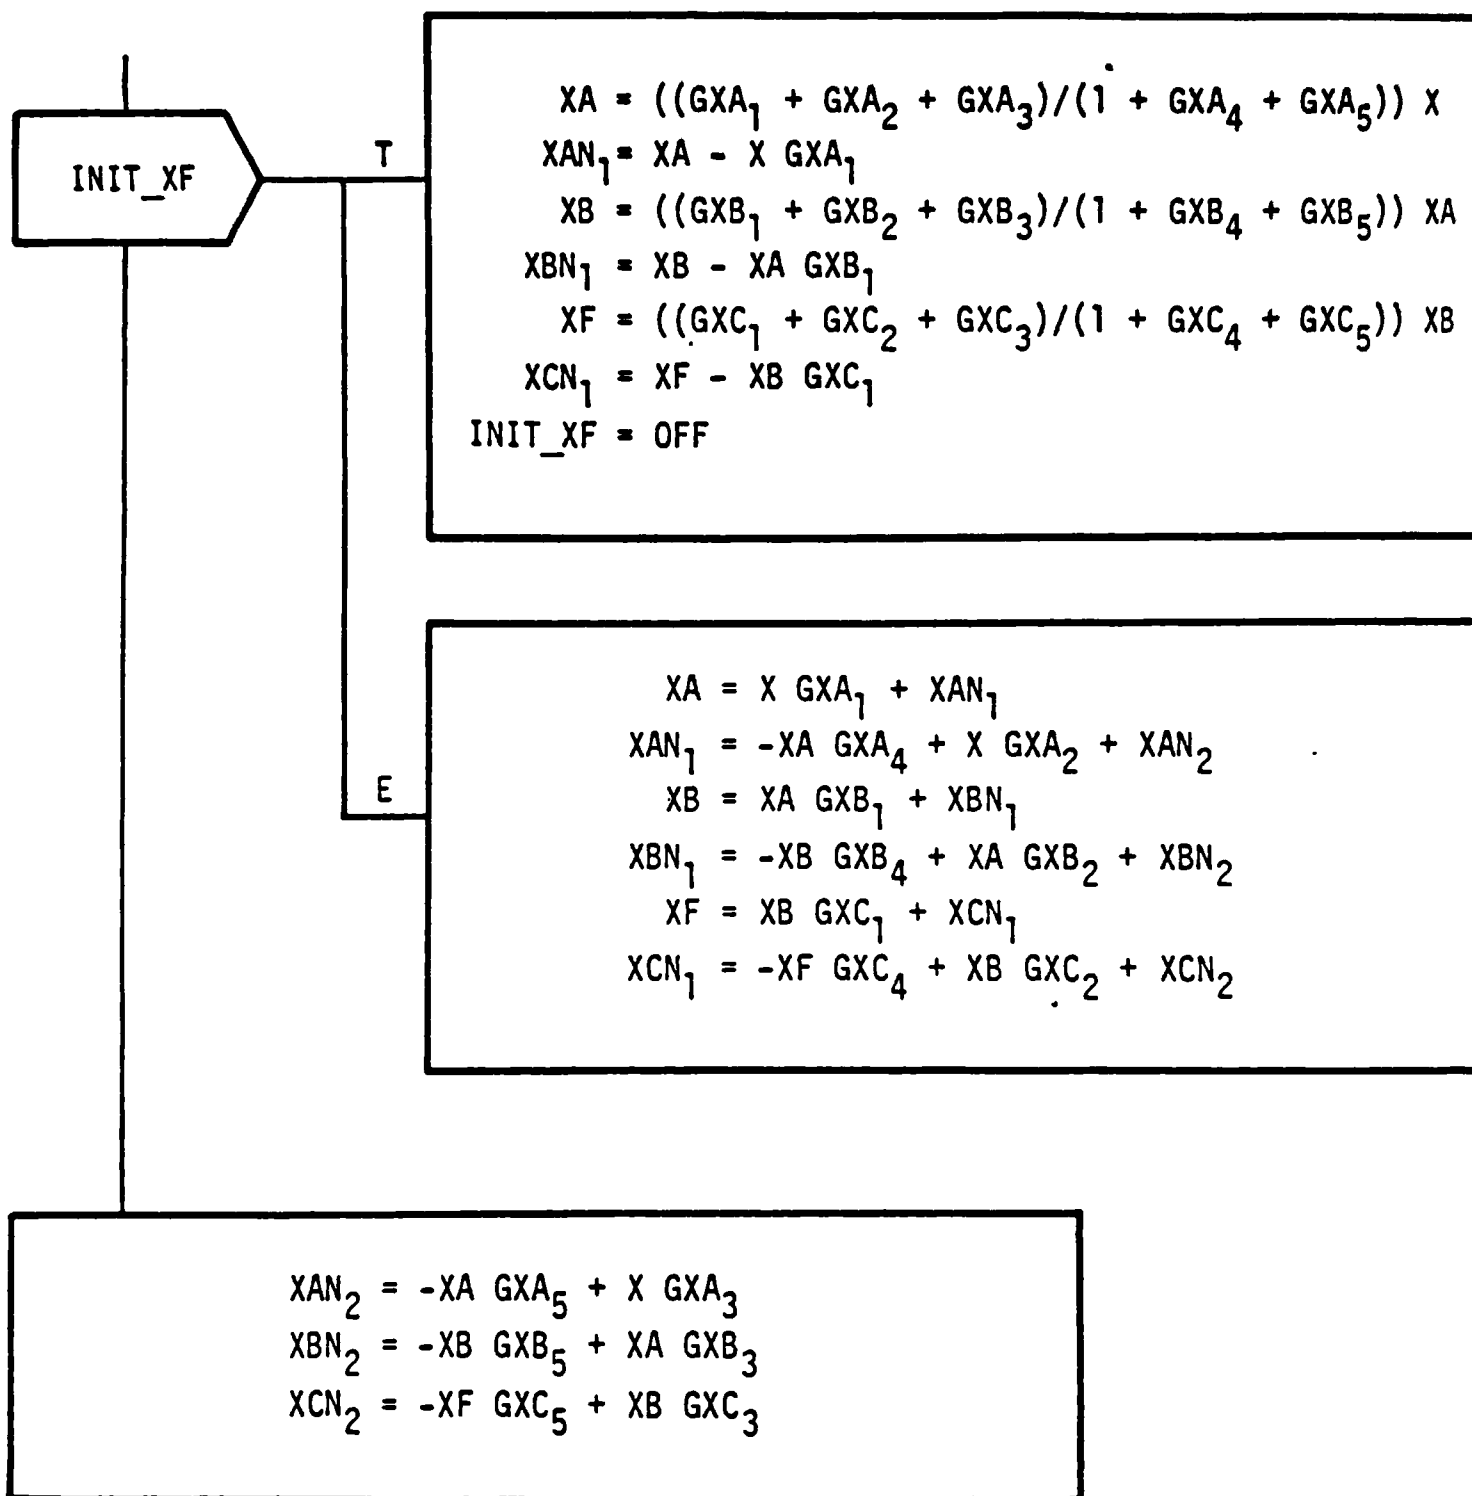 INIT_XF
T
XA = ((GXA₁ + GXA₂ + GXA₃)/(1 + GXA₄ + GXA₅)) X
XAN₁ = XA - X GXA₁
XB = ((GXB₁ + GXB₂ + GXB₃)/(1 + GXB₄ + GXB₅)) XA
XBN₁ = XB - XA GXB₁
XF = ((GXC₁ + GXC₂ + GXC₃)/(1 + GXC₄ + GXC₅)) XB
XCN₁ = XF - XB GXC₁
INIT_XF = OFF
E
XA = X GXA₁ + XAN₁
XAN₁ = -XA GXA₄ + X GXA₂ + XAN₂
XB = XA GXB₁ + XBN₁
XBN₁ = -XB GXB₄ + XA GXB₂ + XBN₂
XF = XB GXC₁ + XCN₁
XCN₁ = -XF GXC₄ + XB GXC₂ + XCN₂
XAN₂ = -XA GXA₅ + X GXA₃
XBN₂ = -XB GXB₅ + XA GXB₃
XCN₂ = -XF GXC₅ + XB GXC₃